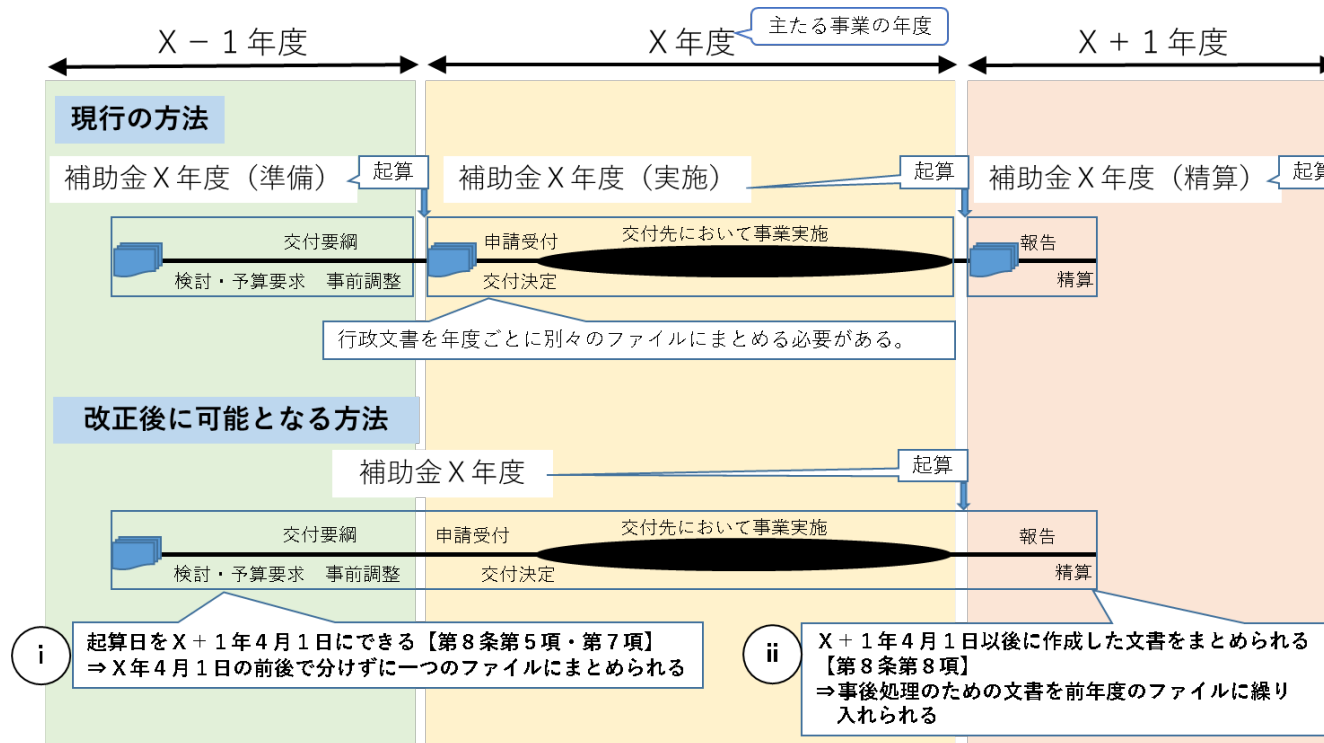 X－1年度
X年度
主たる事業の年度
X＋1年度
現行の方法
補助金X年度（準備）
起算
補助金X年度（実施）
起算
補助金X年度（精算）
起算
交付要綱
検討・予算要求　事前調整
申請受付
交付決定
交付先において事業実施
報告
精算
行政文書を年度ごとに別々のファイルにまとめる必要がある。
改正後に可能となる方法
補助金X年度
起算
交付要綱
検討・予算要求　事前調整
申請受付
交付決定
交付先において事業実施
報告
精算
i
起算日をX＋1年4月1日にできる【第8条第5項・第7項】
⇒X年4月1日の前後で分けずに一つのファイルにまとめられる
ii
X＋1年4月1日以後に作成した文書をまとめられる
【第8条第8項】
⇒事後処理のための文書を前年度のファイルに繰り
入れられる